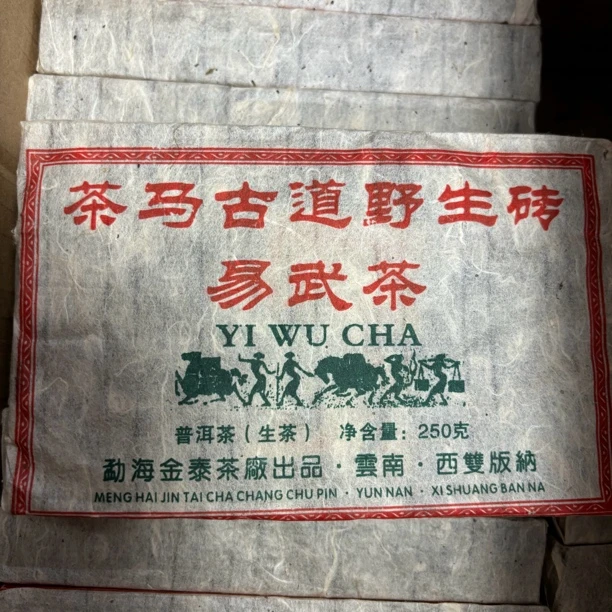 茶马古道野生砖
易武茶
YI WU CHA
普洱茶（生茶） 净含量：250克
勐海金泰茶廠出品·雲南·西雙版納
MENG HAI JIN TAI CHA CHANG CHU PIN · YUN NAN · XI SHUANG BAN NA